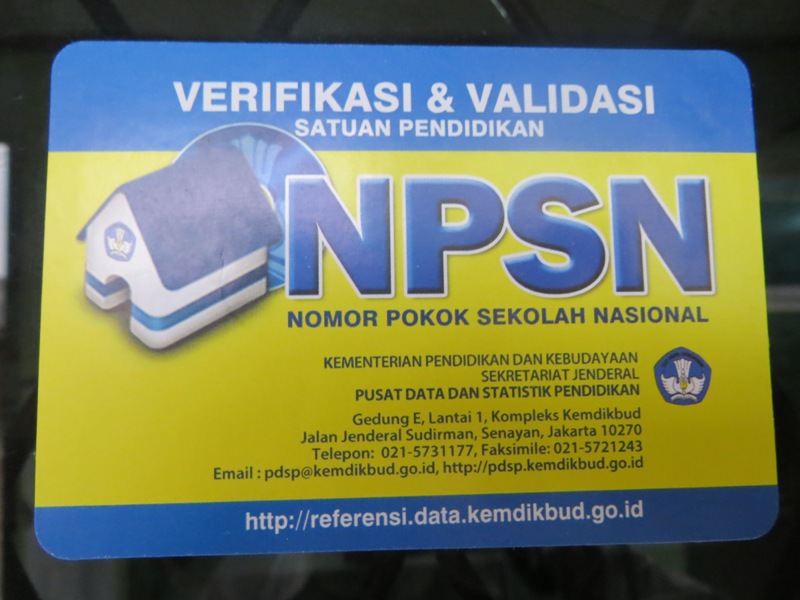 VERIFIKASI & VALIDASI
SATUAN PENDIDIKAN
NPSN
NOMOR POKOK SEKOLAH NASIONAL
KEMENTERIAN PENDIDIKAN DAN KEBUDAYAAN
SEKRETARIAT JENDERAL
PUSAT DATA DAN STATISTIK PENDIDIKAN
Gedung E, Lantai 1, Kompleks Kemdikbud
Jalan Jenderal Sudirman, Senayan, Jakarta 10270
Telepon: 021-5731177, Faksimile: 021-5721243
Email : pdsp@kemdikbud.go.id, http://pdsp.kemdikbud.go.id
http://referensi.data.kemdikbud.go.id